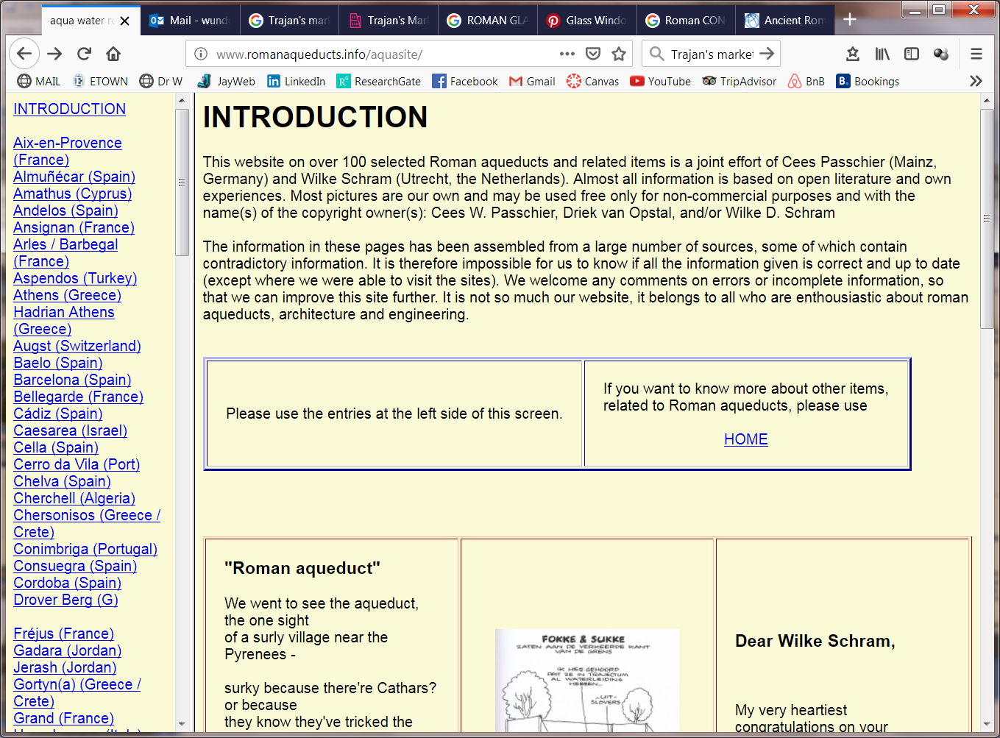 aqua water ro
Mail - wund
Trajan's mar
Trajan's Mar
ROMAN GLA
Glass Windo
Roman CON
Ancient Rom
www.romanaqueducts.info/aquasite/
Trajan's market
MAIL
ETOWN
Dr W
JayWeb
LinkedIn
ResearchGate
Facebook
Gmail
Canvas
YouTube
TripAdvisor
BnB
Bookings
INTRODUCTION
Aix-en-Provence
(France)
Almuñécar (Spain)
Amathus (Cyprus)
Andelos (Spain)
Ansignan (France)
Arles / Barbegal
(France)
Aspendos (Turkey)
Athens (Greece)
Hadrian Athens
(Greece)
Augst (Switzerland)
Baelo (Spain)
Barcelona (Spain)
Bellegarde (France)
Cádiz (Spain)
Caesarea (Israel)
Cella (Spain)
Cerro da Vila (Port)
Chelva (Spain)
Cherchell (Algeria)
Chersonisos (Greece /
Crete)
Conimbriga (Portugal)
Consuegra (Spain)
Cordoba (Spain)
Drover Berg (G)
Fréjus (France)
Gadara (Jordan)
Jerash (Jordan)
Gortyn(a) (Greece /
Crete)
Grand (France)
INTRODUCTION
This website on over 100 selected Roman aqueducts and related items is a joint effort of Cees Passchier (Mainz,
Germany) and Wilke Schram (Utrecht, the Netherlands). Almost all information is based on open literature and own
experiences. Most pictures are our own and may be used free only for non-commercial purposes and with the
name(s) of the copyright owner(s): Cees W. Passchier, Driek van Opstal, and/or Wilke D. Schram
The information in these pages has been assembled from a large number of sources, some of which contain
contradictory information. It is therefore impossible for us to know if all the information given is correct and up to date
(except where we were able to visit the sites). We welcome any comments on errors or incomplete information, so
that we can improve this site further. It is not so much our website, it belongs to all who are enthousiastic about roman
aqueducts, architecture and engineering.
Please use the entries at the left side of this screen.
If you want to know more about other items,
related to Roman aqueducts, please use
HOME
"Roman aqueduct"
We went to see the aqueduct,
the one sight
of a surly village near the
Pyrenees -
surky because there're Cathars?
or because
they know they've tricked the
FOKKE & SUKKE
ZATEN AAN DE VERKEERDE KANT
VAN DE GRENS
IK HEB GEHOORD
DAT ZE IN TRAJECTUM
AL WATERLEIDING
HEBBEN...
-UIT-
SLOVERS
Dear Wilke Schram,
My very heartiest
congratulations on your